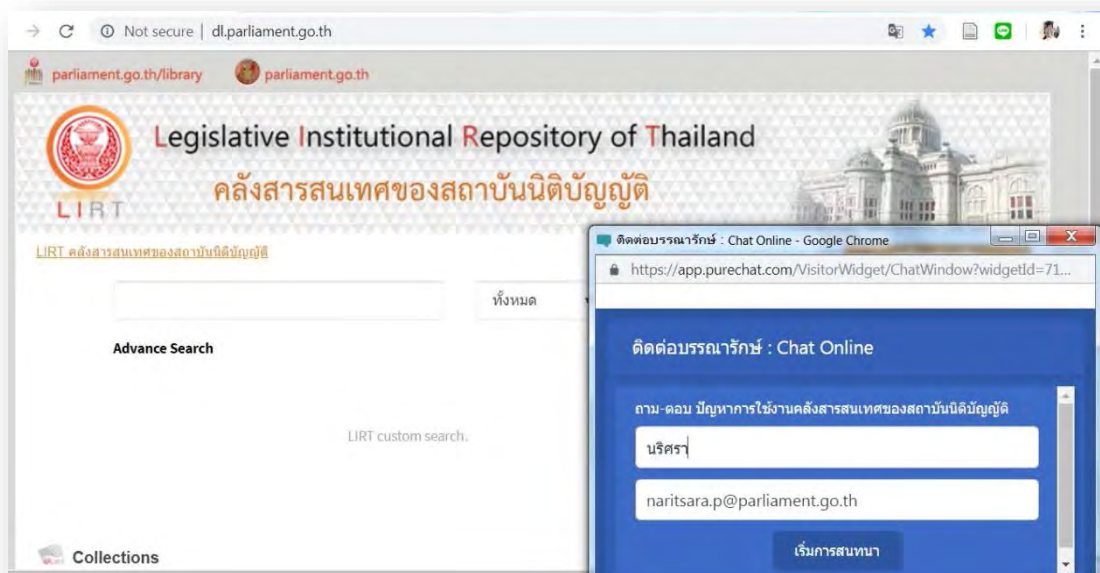 Not secure | dl.parliament.go.th
parliament.go.th/library parliament.go.th
Legislative Institutional Repository of Thailand
คลังสารสนเทศของสถาบันนิติบัญญัติ
LIRT
LIRT คลังสารสนเทศของสถาบันนิติบัญญัติ
ทั้งหมด
Advance Search
LIRT custom search.
Collections
ติดต่อบรรณารักษ์ : Chat Online - Google Chrome
https://app.purechat.com/VisitorWidget/ChatWindow?widgetId=71...
ติดต่อบรรณารักษ์ : Chat Online
ถาม-ตอบ ปัญหาการใช้งานคลังสารสนเทศของสถาบันนิติบัญญัติ
นริศรา
naritsara.p@parliament.go.th
เริ่มการสนทนา